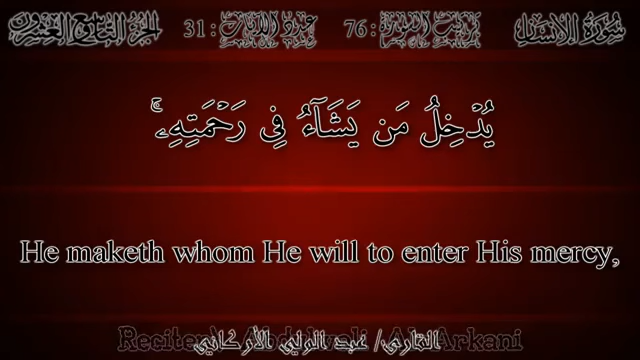 سورة الإنسان ترتيب السورة : 76 عدد الآيات : 31 الجزء التاسع والعشرون
يُدْخِلُ مَن يَشَآءُ فِى رَحْمَتِهِۦ ۚ
He maketh whom He will to enter His mercy,
القارئ/ عبد الولي الأركاني